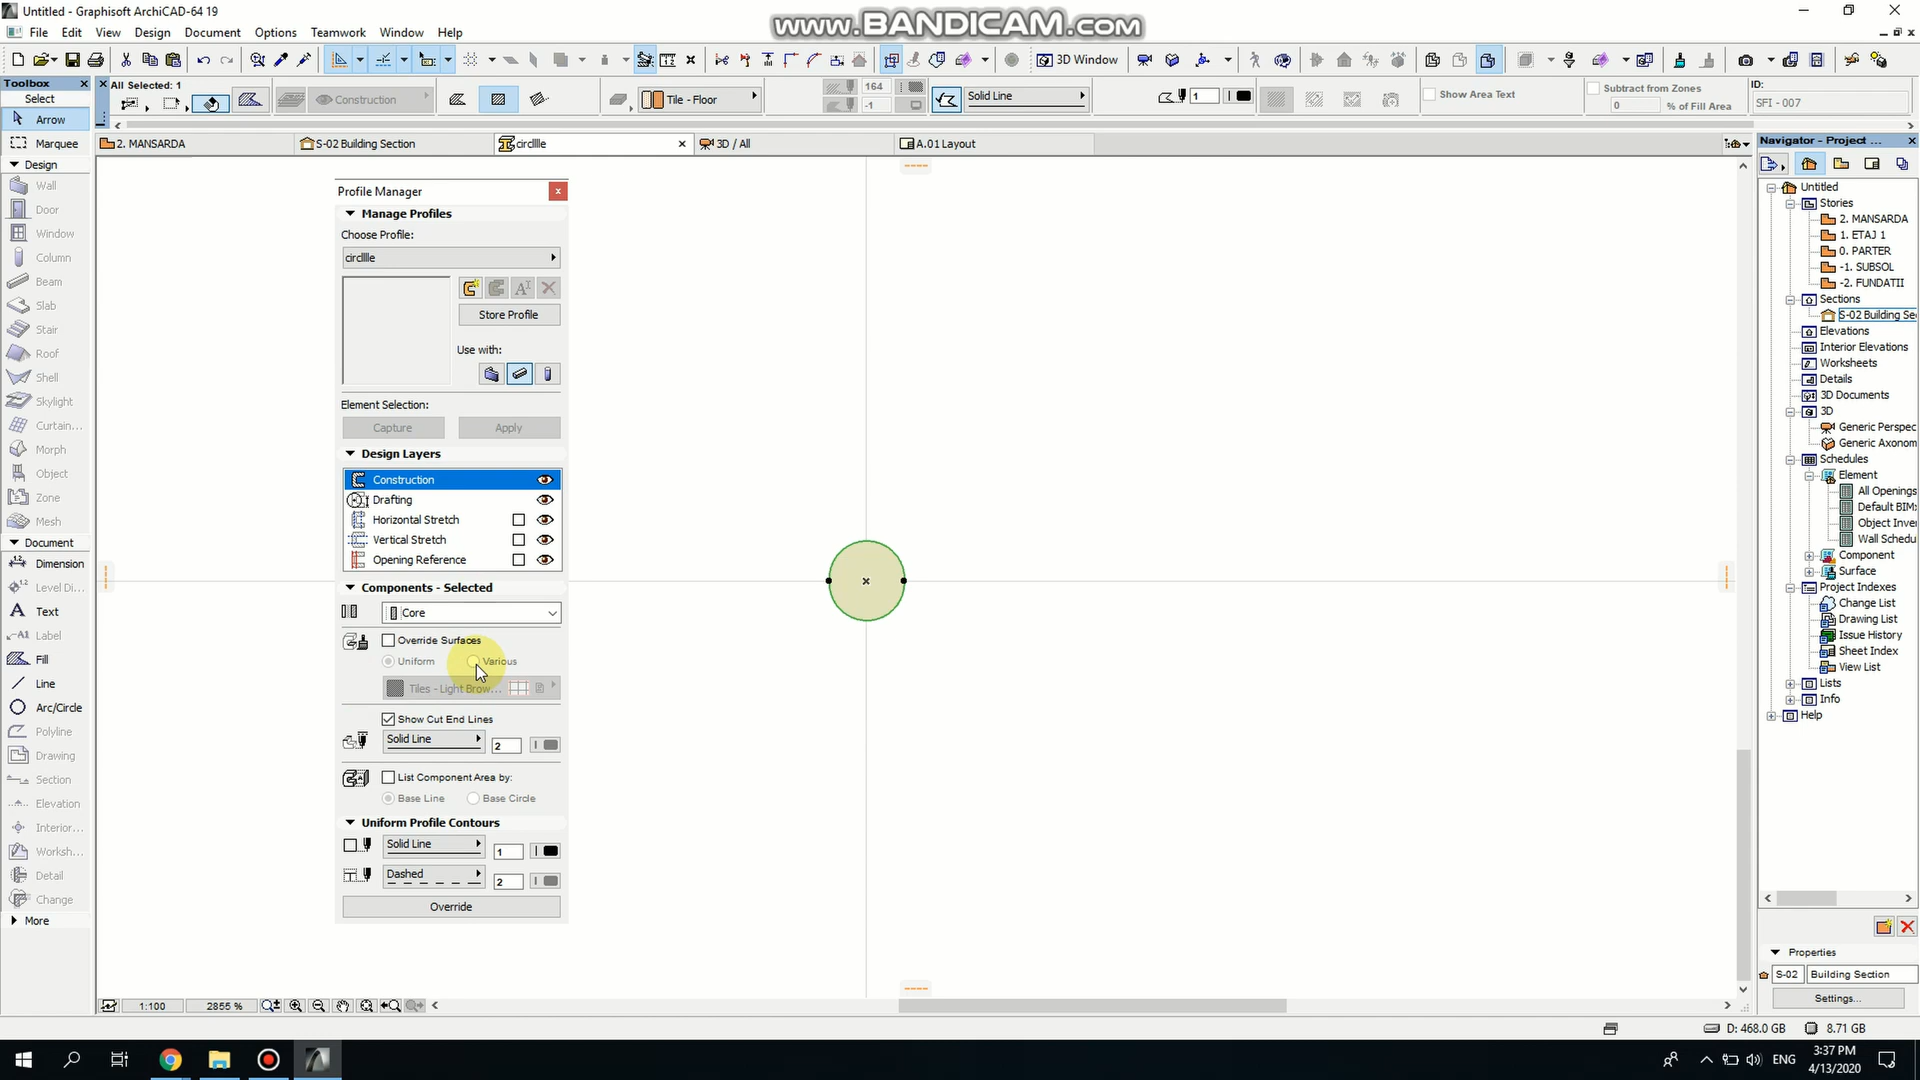 Untitled - Graphisoft ArchiCAD-64 19
www.BANDICAM.com
File Edit View Design Document Options Teamwork Window Help
3D Window
Toolbox
Select
Arrow
Marquee
Design
Wall
Door
Window
Column
Beam
Slab
Stair
Roof
Shell
Skylight
Curtain...
Morph
Object
Zone
Mesh
Document
Dimension
Level Di...
Text
Label
Fill
Line
Arc/Circle
Polyline
Drawing
Section
Elevation
Interior...
Worksh...
Detail
Change
More
All Selected: 1
Construction
Tile - Floor
164
-1
Solid Line
1
Show Area Text
Subtract from Zones
0 % of Fill Area
ID:
SFI - 007
2. MANSARDA
S-02 Building Section
circlllle
3D / All
A.01 Layout
Profile Manager
Manage Profiles
Choose Profile:
circlllle
Store Profile
Use with:
Element Selection:
Capture Apply
Design Layers
Construction
Drafting
Horizontal Stretch
Vertical Stretch
Opening Reference
Components - Selected
Core
Override Surfaces
Uniform Various
Tiles - Light Brow...
Show Cut End Lines
Solid Line 2
List Component Area by:
Base Line Base Circle
Uniform Profile Contours
Solid Line 1
Dashed 2
Override
Navigator - Project ...
Untitled
Stories
2. MANSARDA
1. ETAJ 1
0. PARTER
-1. SUBSOL
-2. FUNDATII
Sections
S-02 Building Se
Elevations
Interior Elevations
Worksheets
Details
3D Documents
3D
Generic Perspec
Generic Axonom
Schedules
Element
All Openings
Default BIM
Object Inve
Wall Schedu
Component
Surface
Project Indexes
Change List
Drawing List
Issue History
Sheet Index
View List
Lists
Info
Help
Properties
S-02 Building Section
Settings...
1:100 2855 %
D: 468.0 GB 8.71 GB
ENG
3:37 PM
4/13/2020